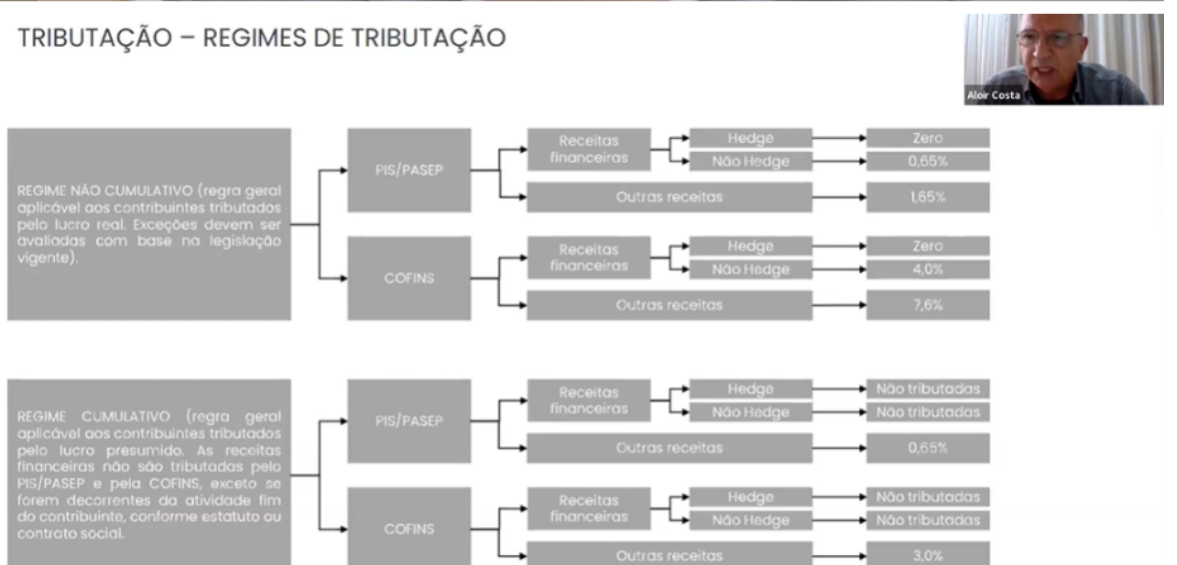 TRIBUTAÇÃO – REGIMES DE TRIBUTAÇÃO
Aloir Costa
REGIME NÃO CUMULATIVO (regra geral
aplicável aos contribuintes tributados
pelo lucro real. Exceções devem ser
avaliadas com base na legislação
vigente).
PIS/PASEP
Receitas
financeiras
Hedge
Zero
Não Hedge
0,65%
Outras receitas
1,65%
COFINS
Receitas
financeiras
Hedge
Zero
Não Hedge
4,0%
Outras receitas
7,6%
REGIME CUMULATIVO (regra geral
aplicável aos contribuintes tributados
pelo lucro presumido. As receitas
financeiras não são tributadas pelo
PIS/PASEP e pela COFINS, exceto se
forem decorrentes da atividade fim
do contribuinte, conforme estatuto ou
contrato social.
PIS/PASEP
Receitas
financeiras
Hedge
Não tributadas
Não Hedge
Não tributadas
Outras receitas
0,65%
COFINS
Receitas
financeiras
Hedge
Não tributadas
Não Hedge
Não tributadas
Outras receitas
3,0%